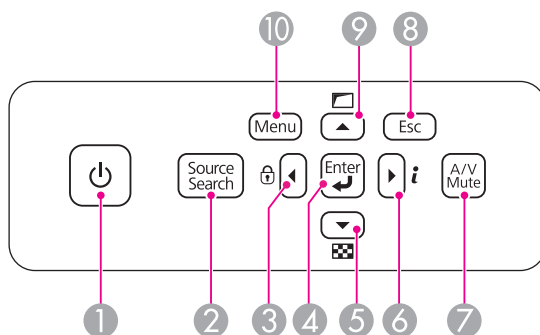 10 9 8
Menu Esc
Source
Search
Enter
i
A/V
Mute
1 2 3 4 5 6 7